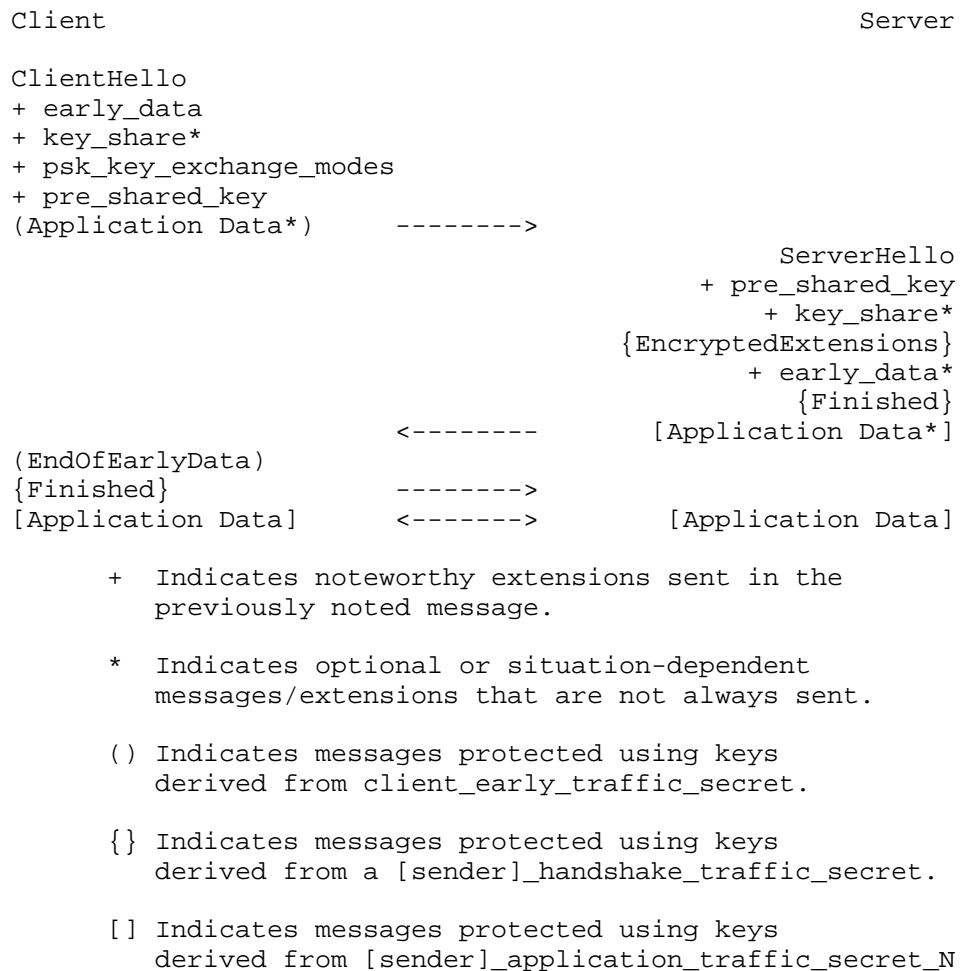 Client                                               Server

ClientHello
+ early_data
+ key_share*
+ psk_key_exchange_modes
+ pre_shared_key
(Application Data*)     -------->
                                                ServerHello
                                           + pre_shared_key
                                               + key_share*
                                      {EncryptedExtensions}
                                              + early_data*
                                                 {Finished}
                        <--------       [Application Data*]
(EndOfEarlyData)
{Finished}              -------->
[Application Data]      <------->        [Application Data]

      +  Indicates noteworthy extensions sent in the
         previously noted message.

      *  Indicates optional or situation-dependent
         messages/extensions that are not always sent.

      () Indicates messages protected using keys
         derived from client_early_traffic_secret.

      {} Indicates messages protected using keys
         derived from a [sender]_handshake_traffic_secret.

      [] Indicates messages protected using keys
         derived from [sender]_application_traffic_secret_N